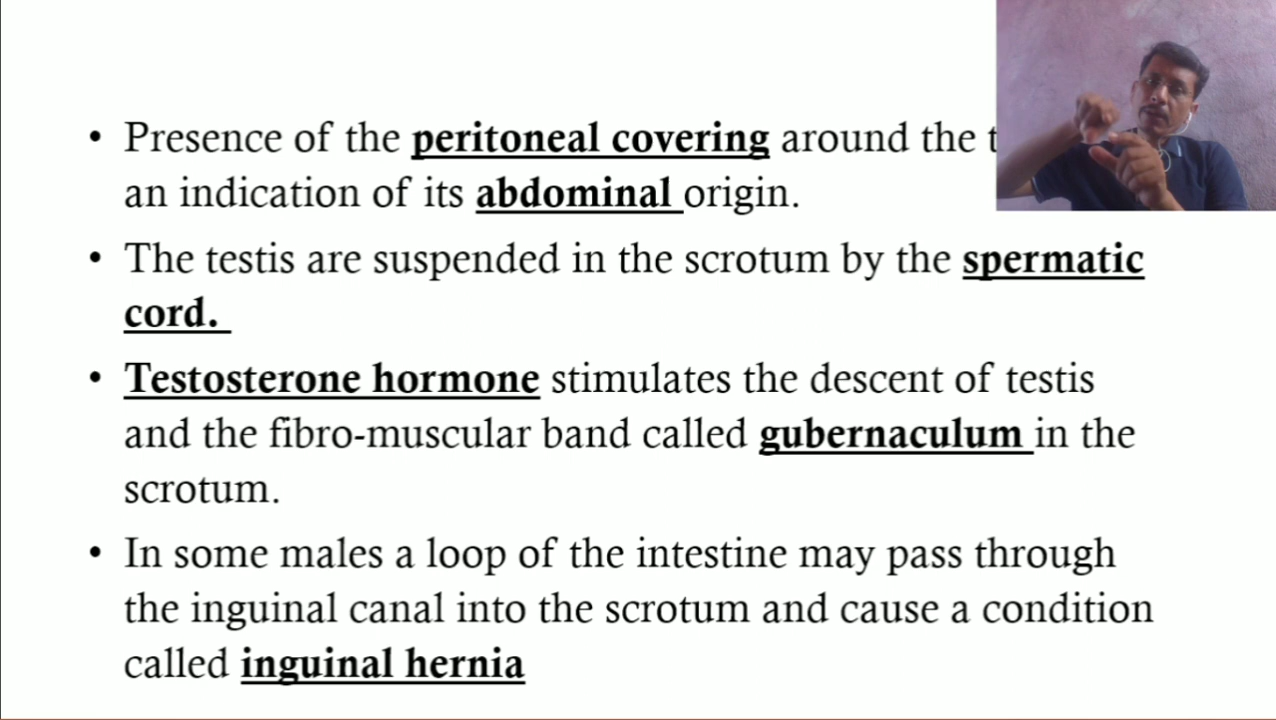 • Presence of the peritoneal covering around the
an indication of its abdominal origin.
• The testis are suspended in the scrotum by the spermatic
cord.
• Testosterone hormone stimulates the descent of testis
and the fibro-muscular band called gubernaculum in the
scrotum.
• In some males a loop of the intestine may pass through
the inguinal canal into the scrotum and cause a condition
called inguinal hernia